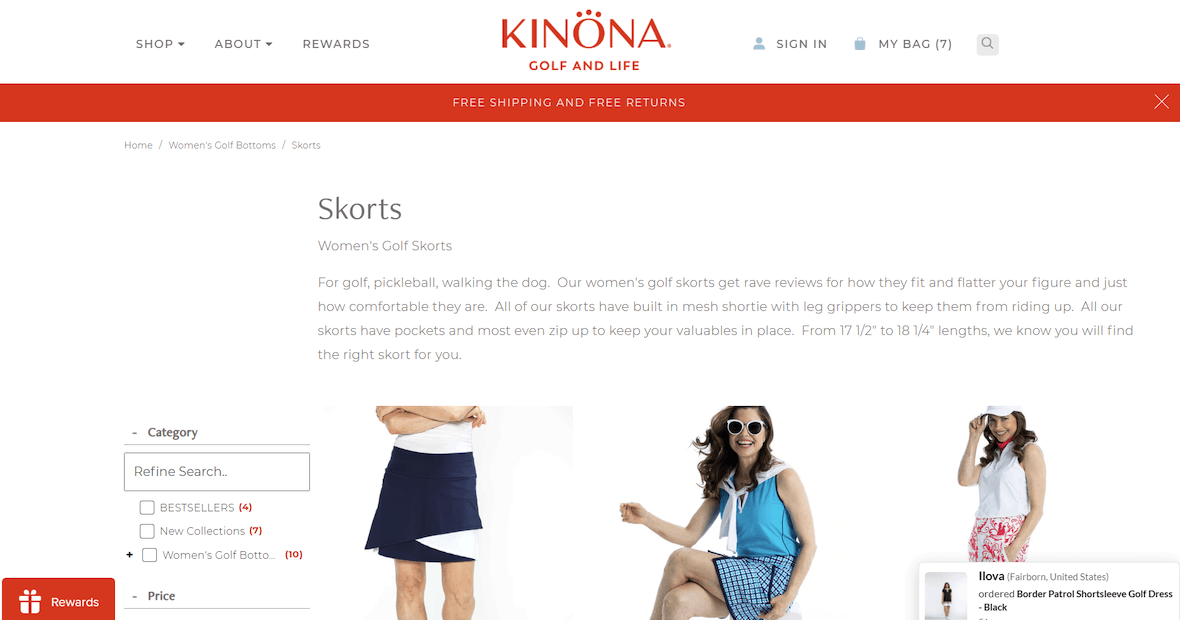 SHOP
ABOUT
REWARDS
KINÖNA®
GOLF AND LIFE
SIGN IN
MY BAG (7)
FREE SHIPPING AND FREE RETURNS
Home / Women's Golf Bottoms / Skorts
Skorts
Women's Golf Skorts
For golf, pickleball, walking the dog. Our women's golf skorts get rave reviews for how they fit and flatter your figure and just
how comfortable they are. All of our skorts have built in mesh shortie with leg grippers to keep them from riding up. All our
skorts have pockets and most even zip up to keep your valuables in place. From 17 1/2" to 18 1/4" lengths, we know you will find
the right skort for you.
- Category
Refine Search..
BESTSELLERS (4)
New Collections (7)
+ Women's Golf Botto... (10)
- Price
Rewards
Ilova (Fairborn, United States)
ordered Border Patrol Shortsleeve Golf Dress
- Black